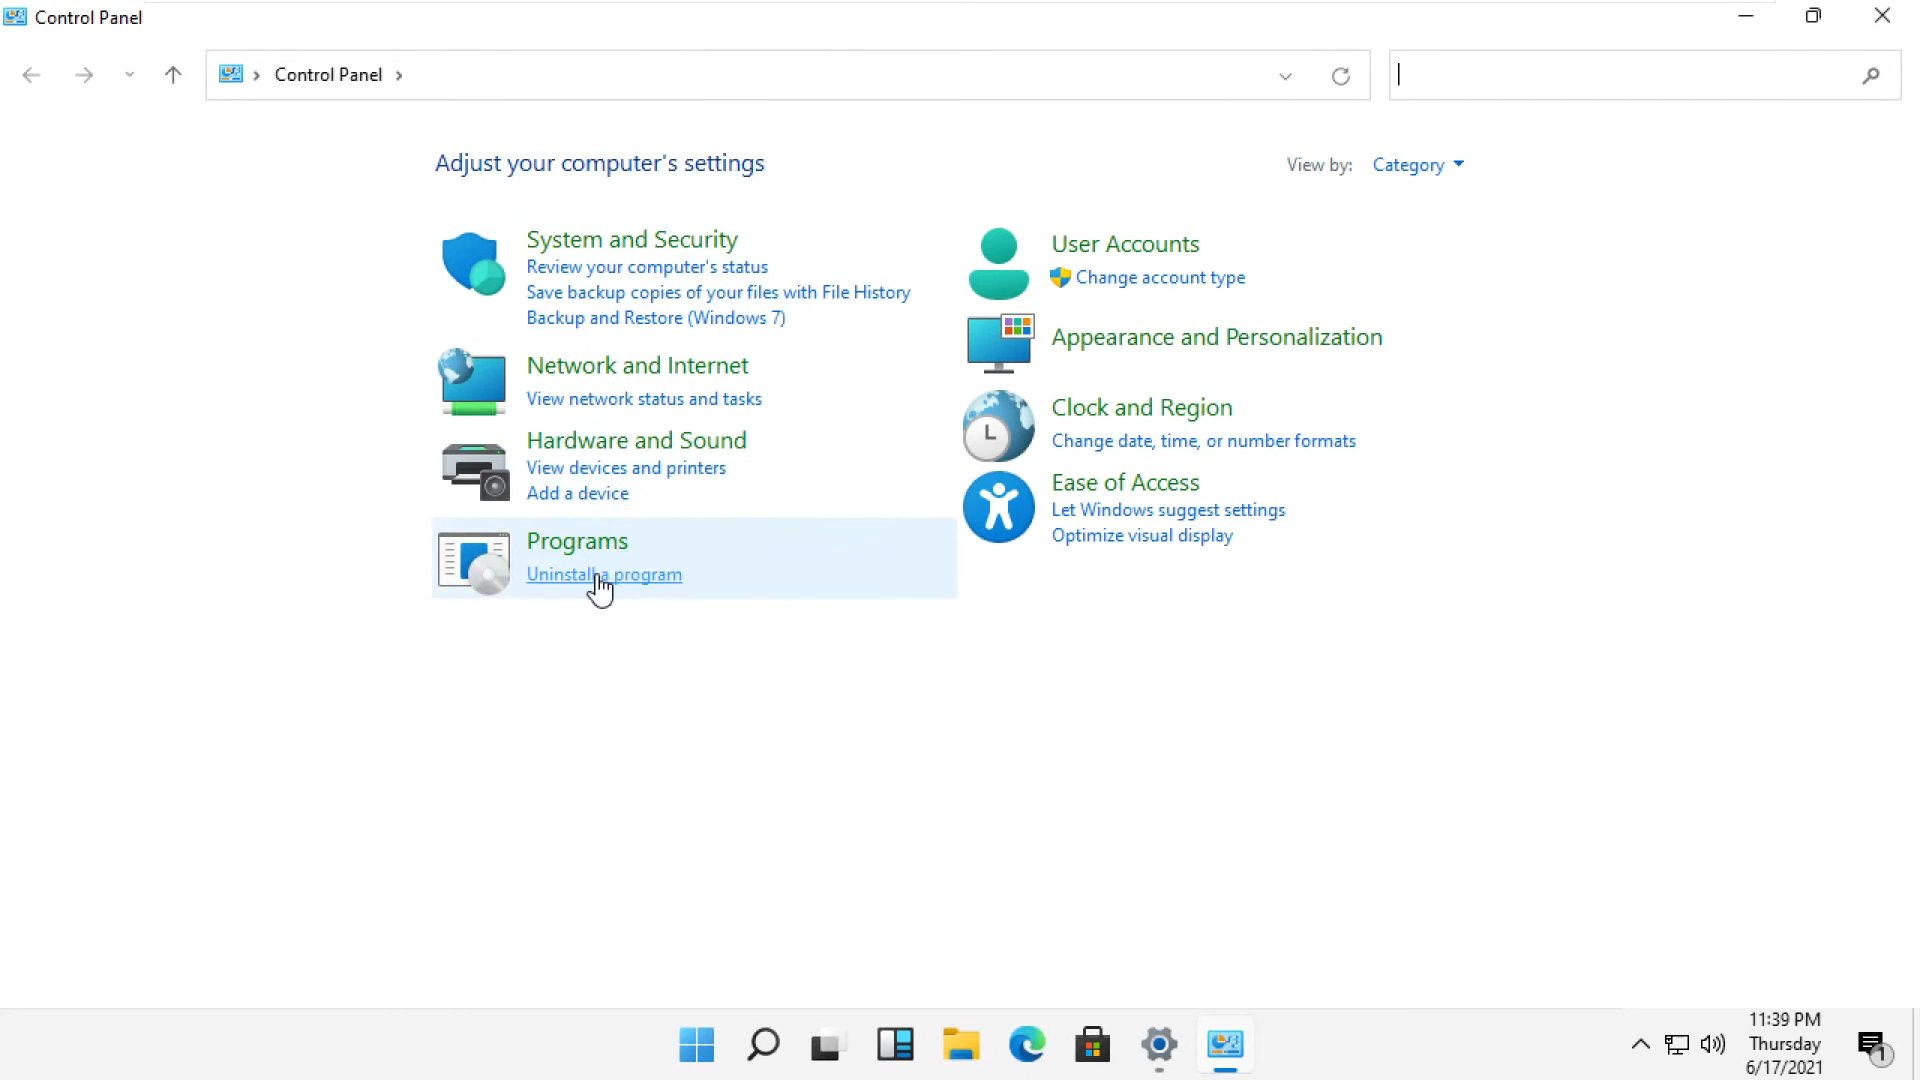 Control Panel
Control Panel
Adjust your computer's settings
View by: Category
System and Security
Review your computer's status
Save backup copies of your files with File History
Backup and Restore (Windows 7)
Network and Internet
View network status and tasks
Hardware and Sound
View devices and printers
Add a device
Programs
Uninstall a program
User Accounts
Change account type
Appearance and Personalization
Clock and Region
Change date, time, or number formats
Ease of Access
Let Windows suggest settings
Optimize visual display
11:39 PM
Thursday
6/17/2021
1